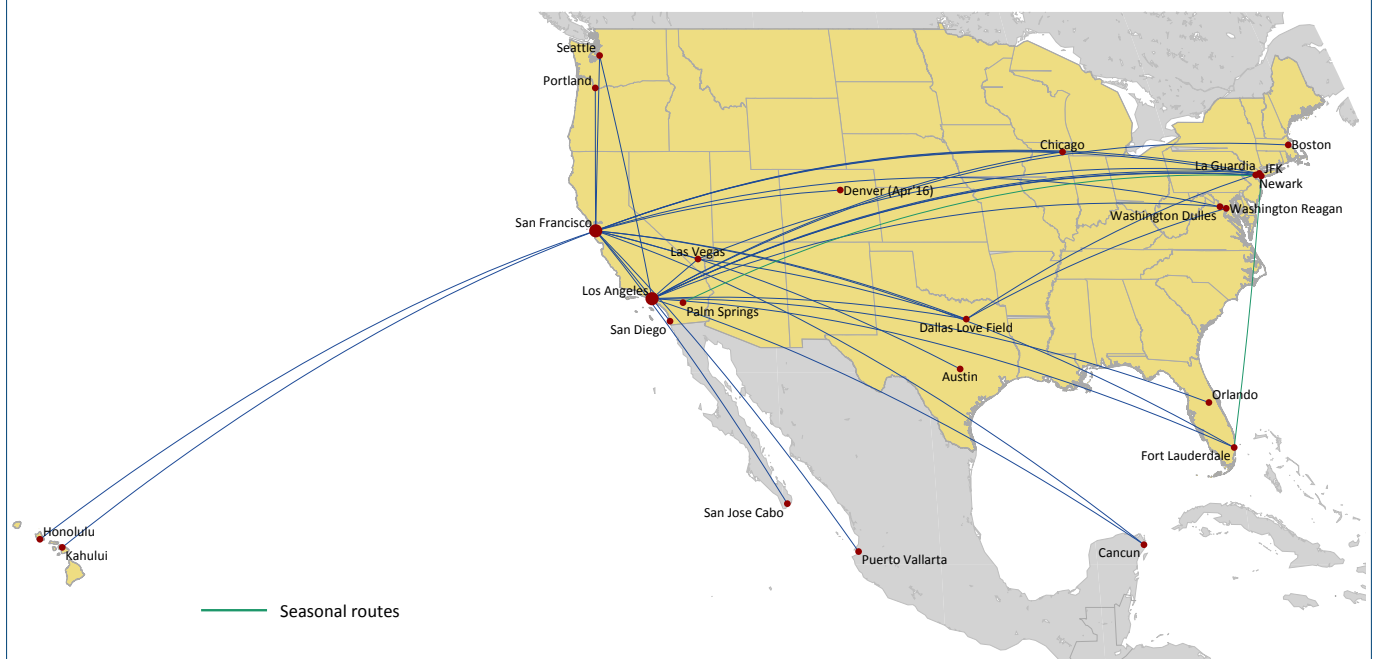 Seattle
Portland
Chicago
Boston
La Guardia
JFK
Newark
Denver (Apr'16)
Washington Reagan
Washington Dulles
San Francisco
Las Vegas
Los Angeles
Palm Springs
San Diego
Dallas Love Field
Austin
Orlando
Fort Lauderdale
San Jose Cabo
Honolulu
Kahului
Cancun
Puerto Vallarta
Seasonal routes